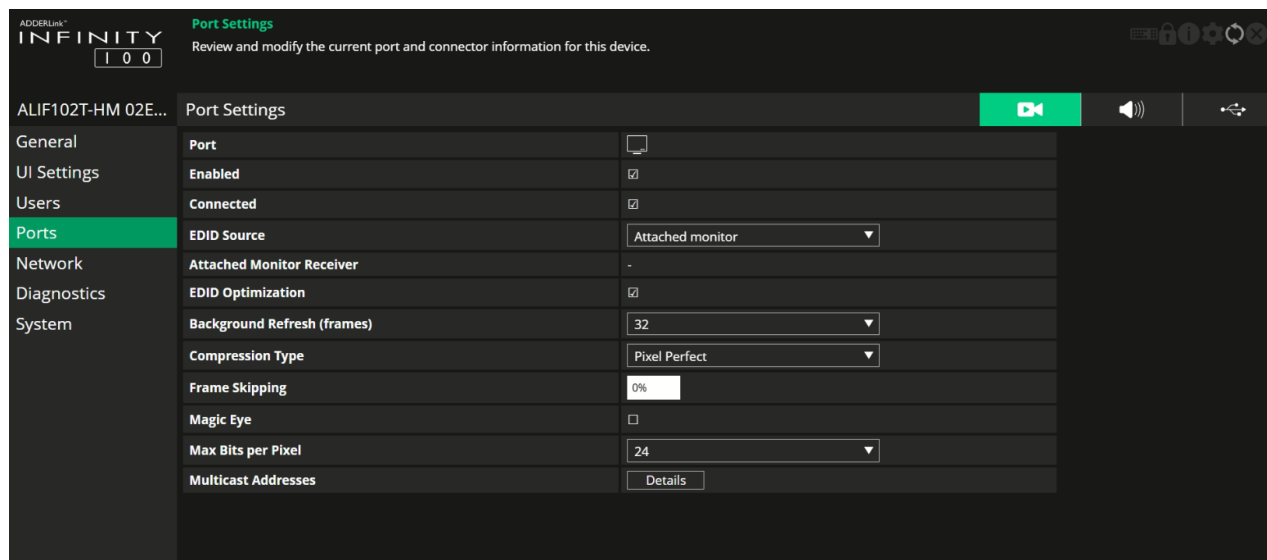 ADDERLink™
INFINITY
100
Port Settings
Review and modify the current port and connector information for this device.
ALIF102T-HM 02E...
Port Settings
General
Port
UI Settings
Enabled
Users
Connected
Ports
EDID Source
Attached monitor
Network
Attached Monitor Receiver
-
Diagnostics
EDID Optimization
System
Background Refresh (frames)
32
Compression Type
Pixel Perfect
Frame Skipping
0%
Magic Eye
Max Bits per Pixel
24
Multicast Addresses
Details